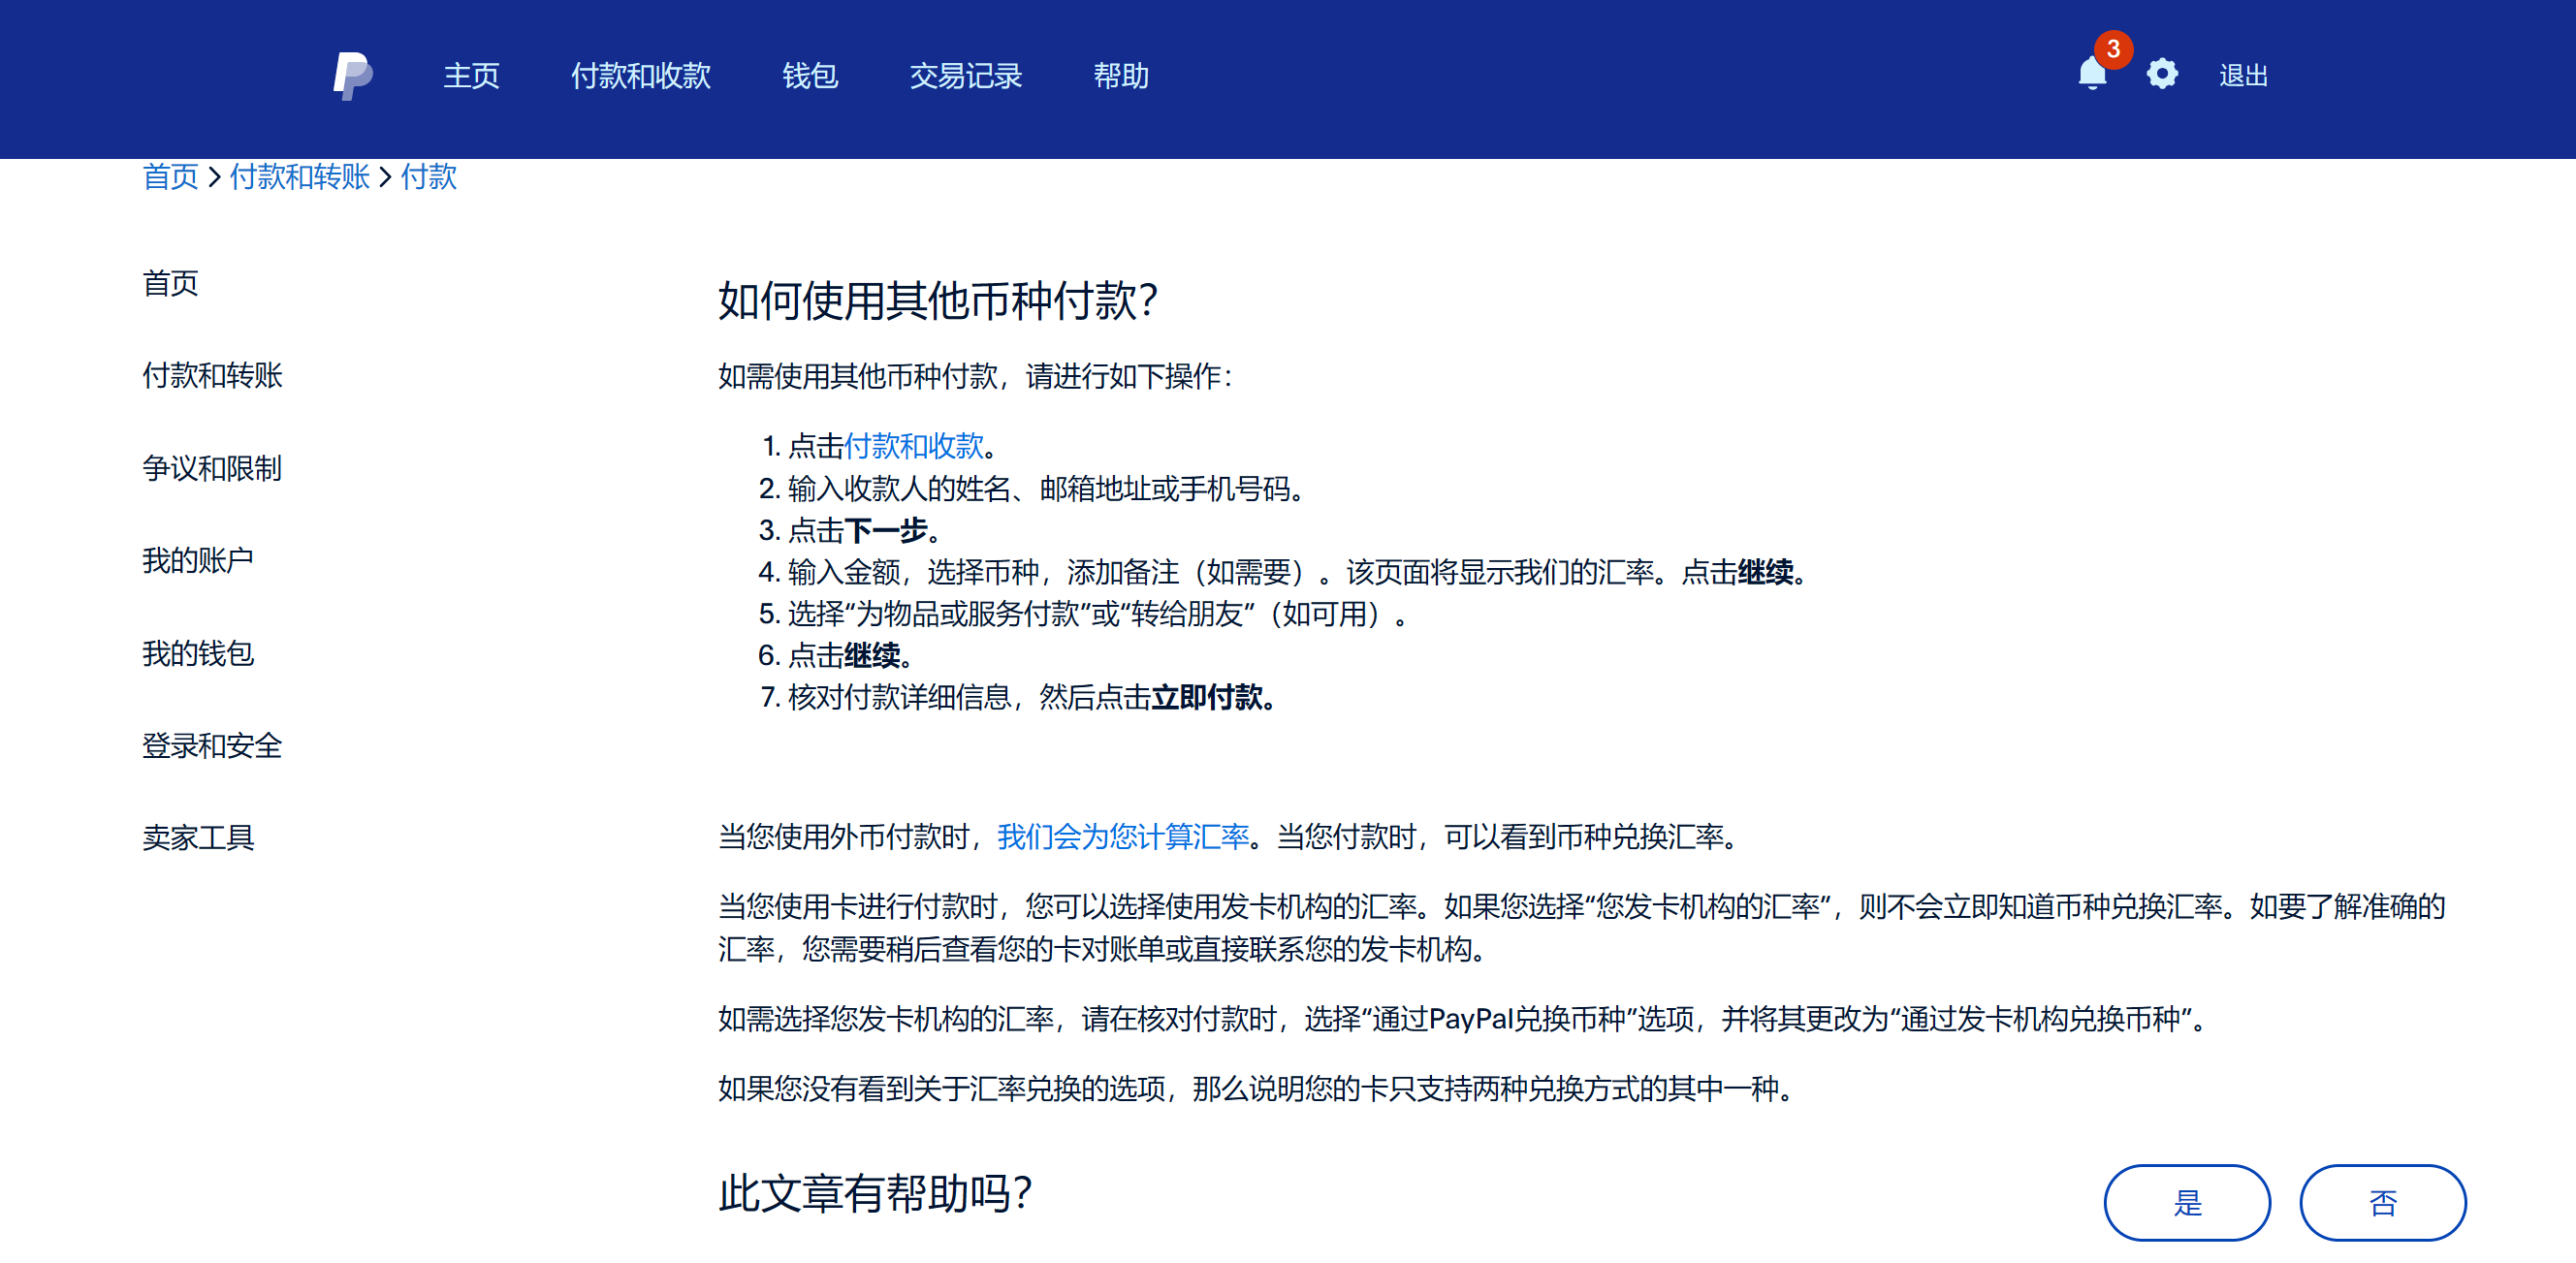 主页 付款和收款 钱包 交易记录 帮助 3 退出
首页 > 付款和转账 > 付款
首页
付款和转账
争议和限制
我的账户
我的钱包
登录和安全
卖家工具
如何使用其他币种付款？
如需使用其他币种付款，请进行如下操作：
1. 点击付款和收款。
2. 输入收款人的姓名、邮箱地址或手机号码。
3. 点击下一步。
4. 输入金额，选择币种，添加备注（如需要）。该页面将显示我们的汇率。点击继续。
5. 选择“为物品或服务付款”或“转给朋友”（如可用）。
6. 点击继续。
7. 核对付款详细信息，然后点击立即付款。
当您使用外币付款时，我们会为您计算汇率。当您付款时，可以看到币种兑换汇率。
当您使用卡进行付款时，您可以选择使用发卡机构的汇率。如果您选择“您发卡机构的汇率”，则不会立即知道币种兑换汇率。如要了解准确的
汇率，您需要稍后查看您的卡对账单或直接联系您的发卡机构。
如需选择您发卡机构的汇率，请在核对付款时，选择“通过PayPal兑换币种”选项，并将其更改为“通过发卡机构兑换币种”。
如果您没有看到关于汇率兑换的选项，那么说明您的卡只支持两种兑换方式的其中一种。
此文章有帮助吗？
是 否